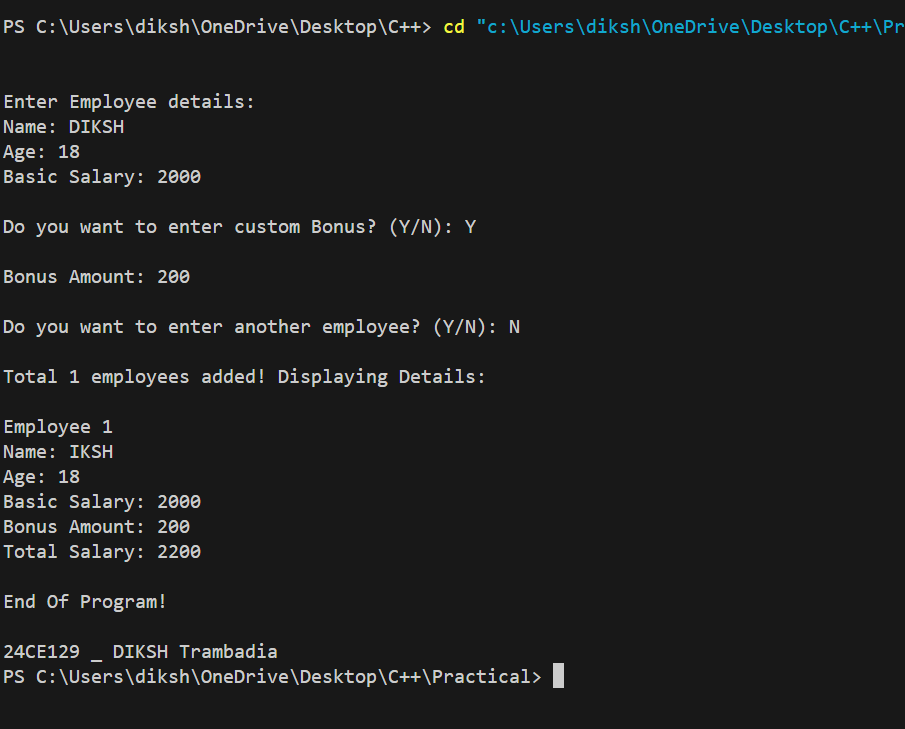 PS C:\Users\diksh\OneDrive\Desktop\C++> cd "c:\Users\diksh\OneDrive\Desktop\C++\Pr
Enter Employee details:
Name: DIKSH
Age: 18
Basic Salary: 2000
Do you want to enter custom Bonus? (Y/N): Y
Bonus Amount: 200
Do you want to enter another employee? (Y/N): N
Total 1 employees added! Displaying Details:
Employee 1
Name: IKSH
Age: 18
Basic Salary: 2000
Bonus Amount: 200
Total Salary: 2200
End Of Program!
24CE129 _ DIKSH Trambadia
PS C:\Users\diksh\OneDrive\Desktop\C++\Practical>